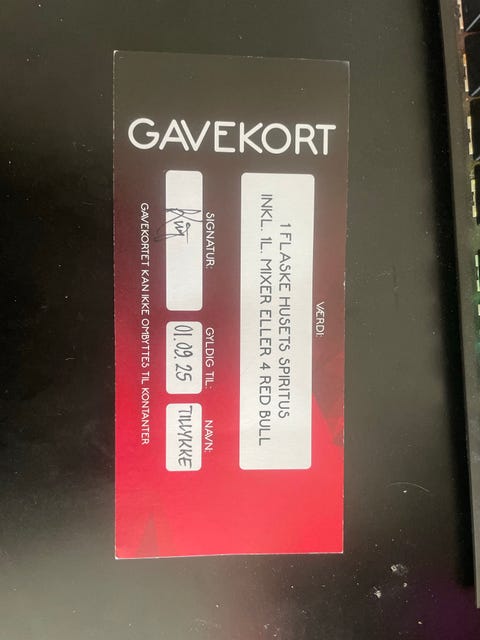 GAVEKORT
VÆRDI:
1 FLASKE HUSETS SPIRITUS
INKL. 1L. MIXER ELLER 4 RED BULL
SIGNATUR:
GYLDIG TIL:
01.09.25
NAVN:
TILLYKKE
GAVEKORTET KAN IKKE OMBYTTES TIL KONTANTER